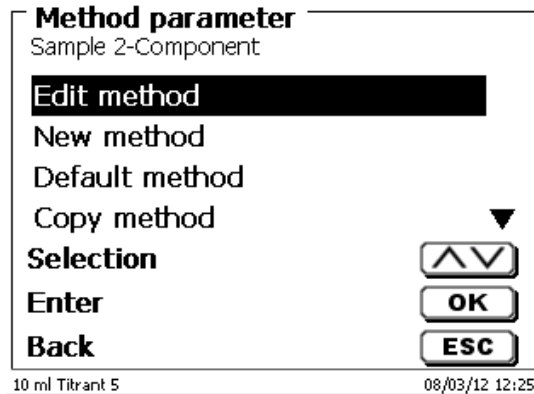 Method parameter
Sample 2-Component
Edit method
New method
Default method
Copy method
Selection
Enter OK
Back ESC
10 ml Titrant 5 08/03/12 12:25